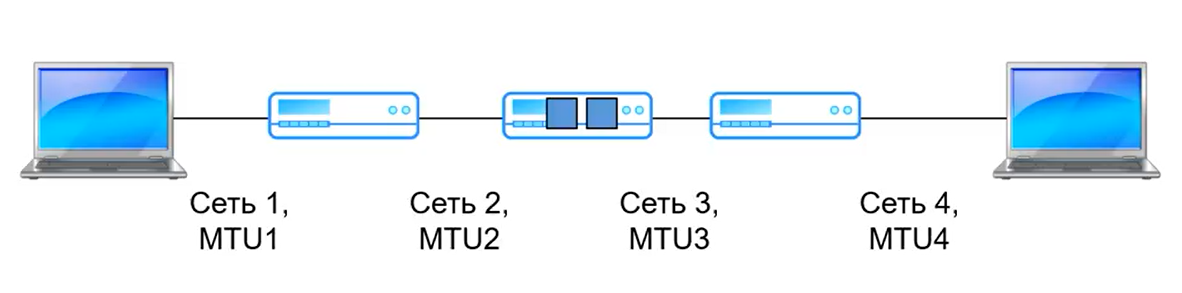 Сеть 1,
MTU1
Сеть 2,
MTU2
Сеть 3,
MTU3
Сеть 4,
MTU4